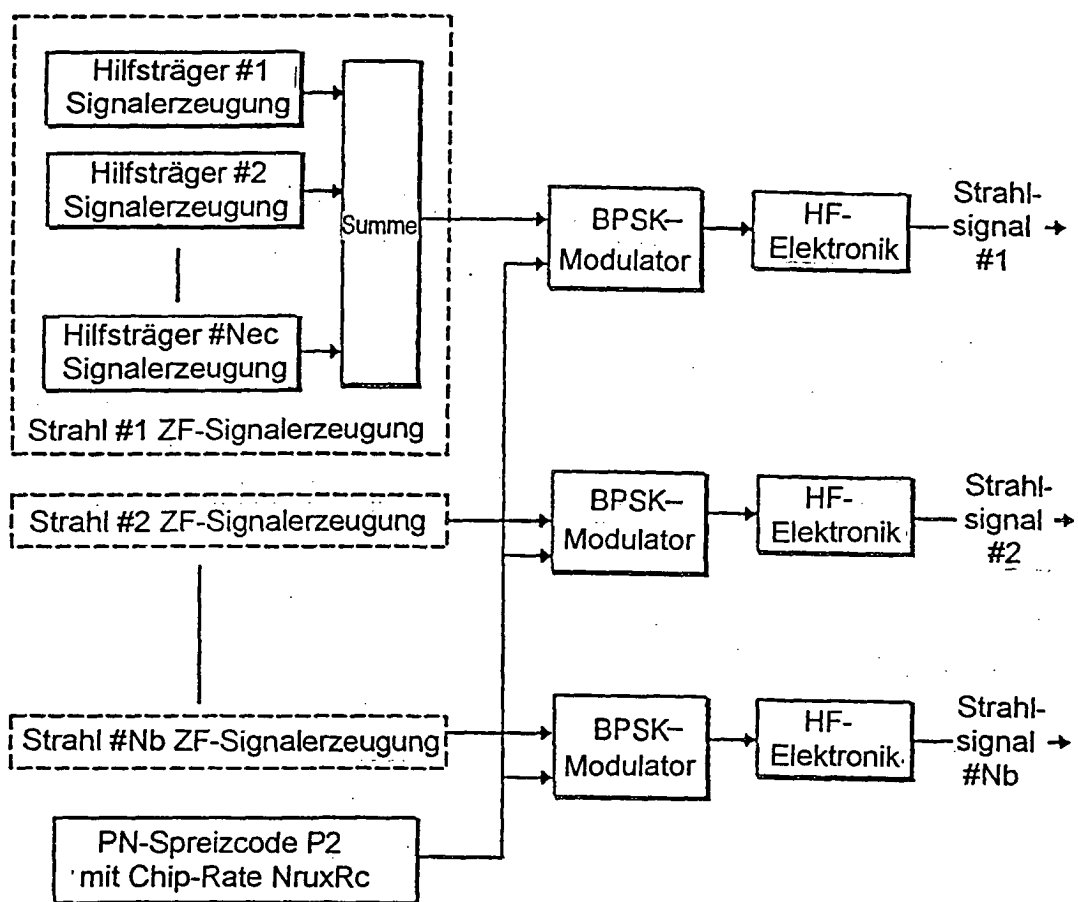 Hilfsträger #1
Signalerzeugung
Hilfsträger #2
Signalerzeugung
Hilfsträger #Nec
Signalerzeugung
Summe
Strahl #1 ZF-Signalerzeugung
BPSK–
Modulator
HF-
Elektronik
Strahl-
signal
#1
Strahl #2 ZF-Signalerzeugung
BPSK–
Modulator
HF-
Elektronik
Strahl-
signal
#2
Strahl #Nb ZF-Signalerzeugung
BPSK–
Modulator
HF-
Elektronik
Strahl-
signal
#Nb
PN-Spreizcode P2
mit Chip-Rate NruxRc